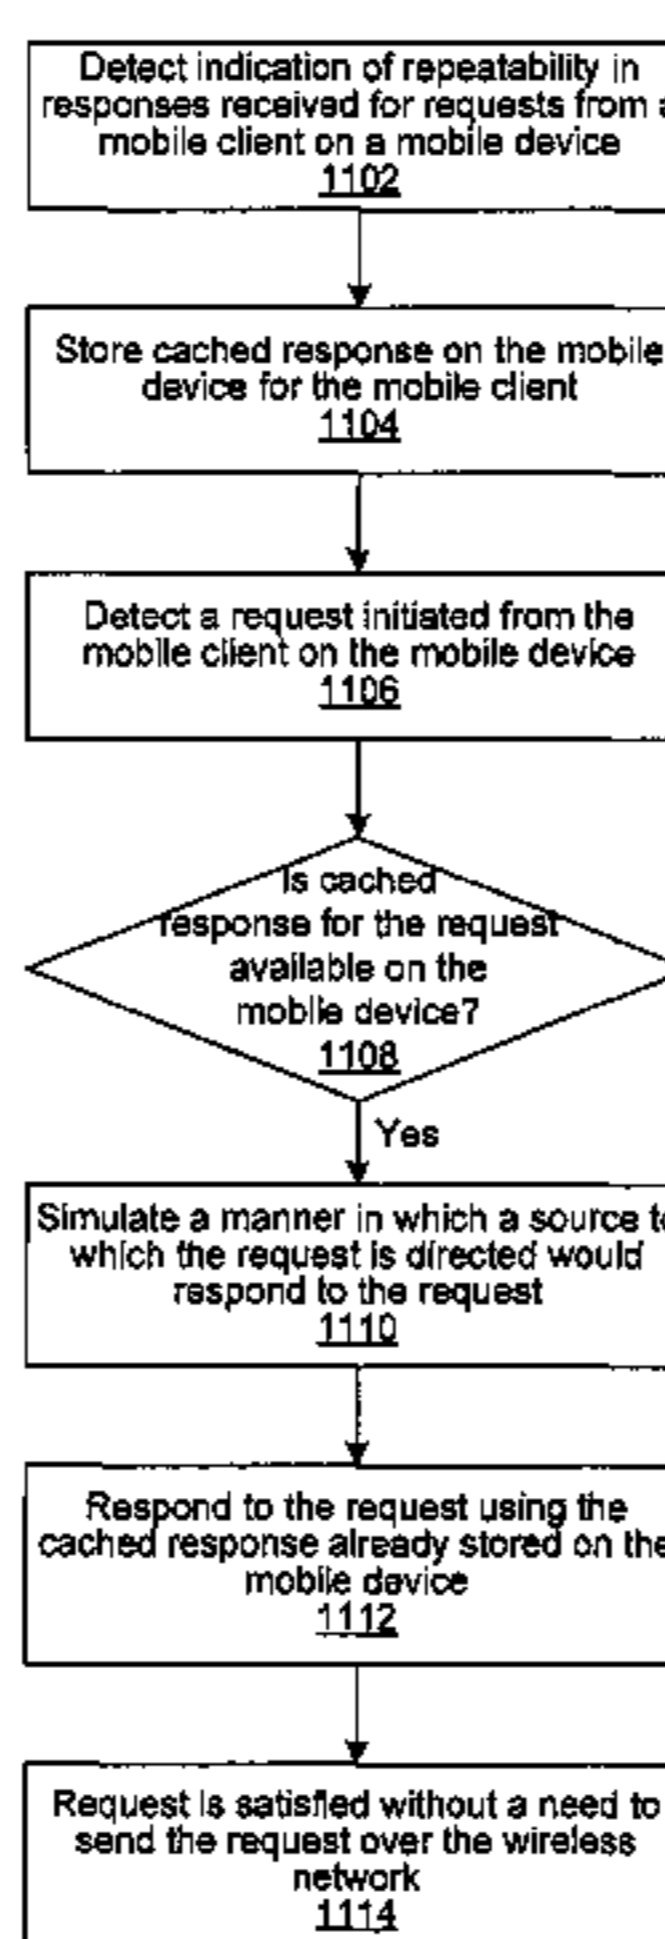 Detect indication of repeatability in
responses received for requests from a
mobile client on a mobile device
1102
Store cached response on the mobile
device for the mobile client
1104
Detect a request initiated from the
mobile client on the mobile device
1106
Is cached
response for the request
available on the
mobile device?
1108
Yes
Simulate a manner in which a source to
which the request is directed would
respond to the request
1110
Respond to the request using the
cached response already stored on the
mobile device
1112
Request is satisfied without a need to
send the request over the wireless
network
1114